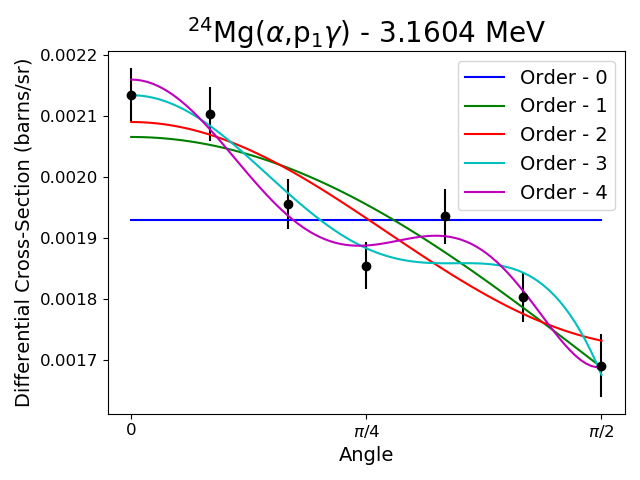 ²⁴Mg(α,p₁γ) - 3.1604 MeV
Differential Cross-Section (barns/sr)
0.0022
0.0021
0.0020
0.0019
0.0018
0.0017
Order - 0
Order - 1
Order - 2
Order - 3
Order - 4
0
π/4
π/2
Angle